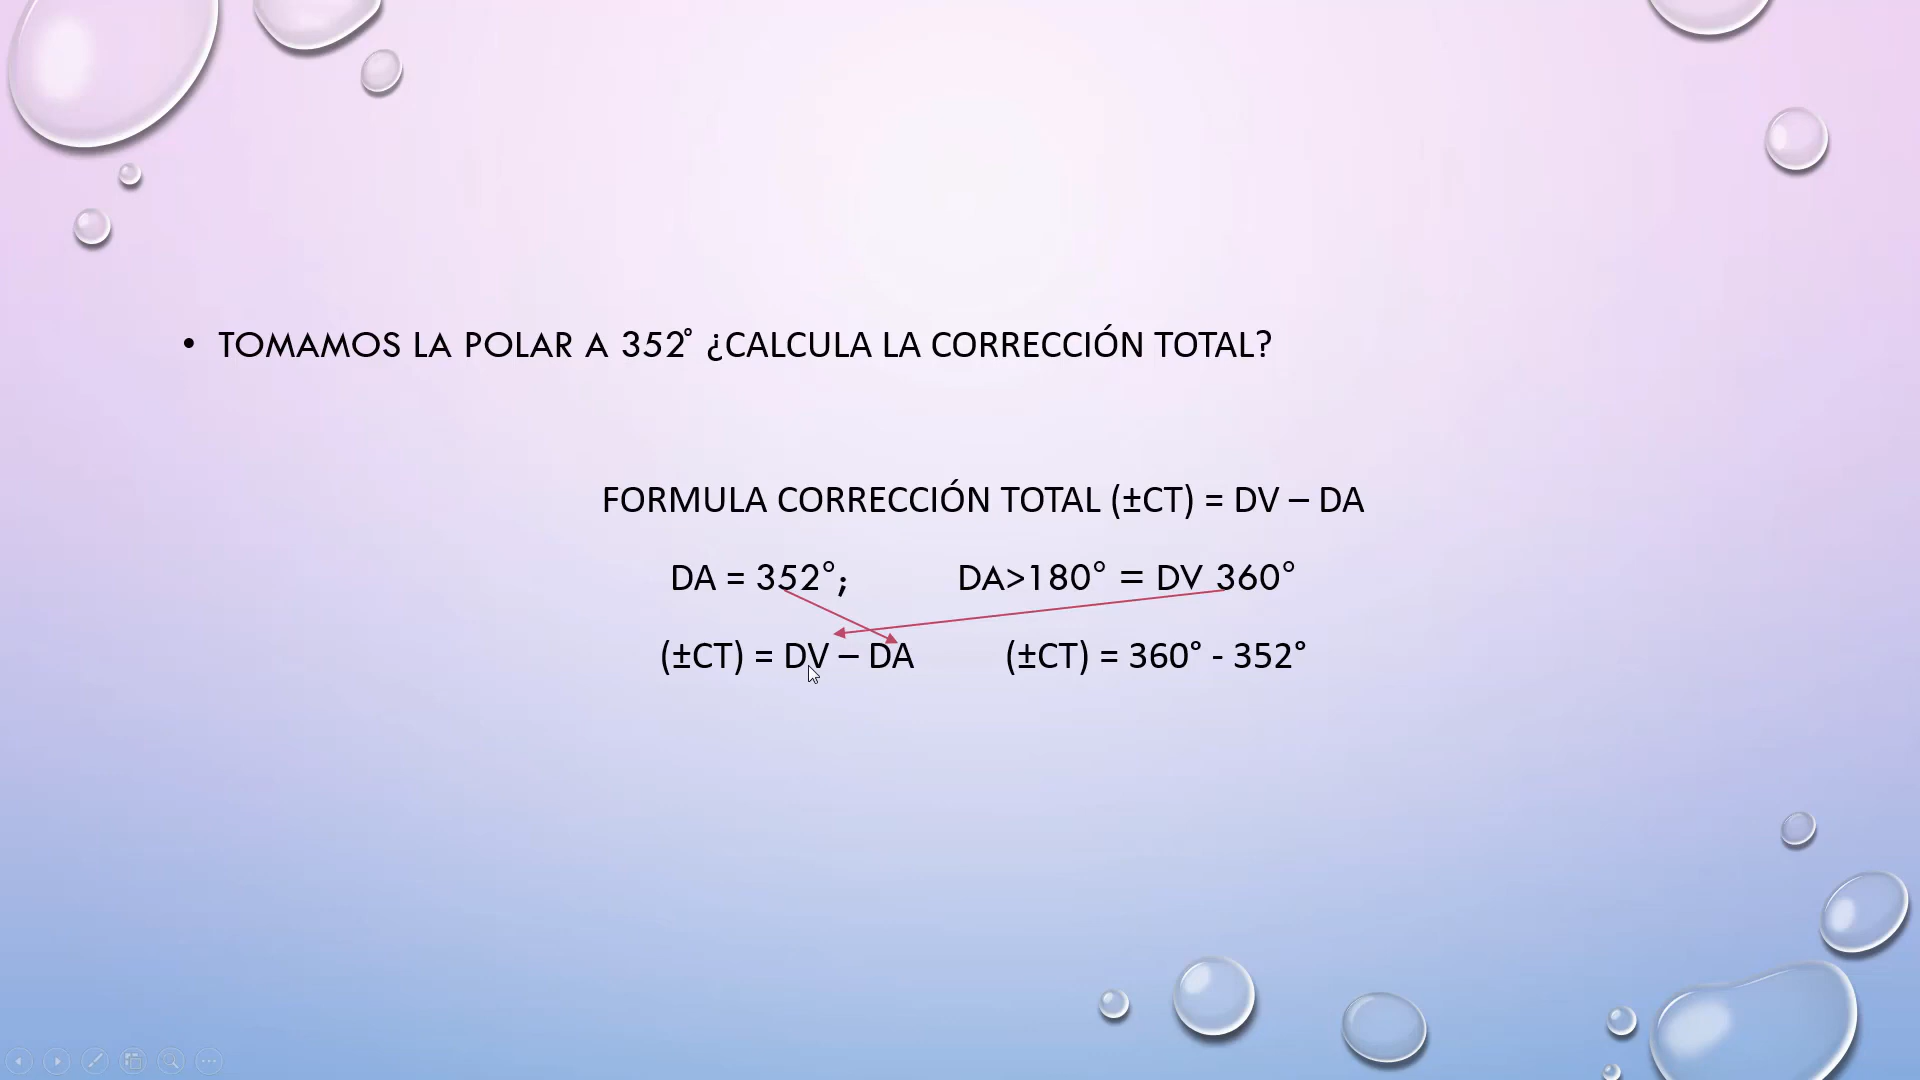 • TOMAMOS LA POLAR A 352° ¿CALCULA LA CORRECCIÓN TOTAL?
FORMULA CORRECCIÓN TOTAL (±CT) = DV – DA
DA = 352°; DA>180° = DV 360°
(±CT) = DV – DA (±CT) = 360° - 352°